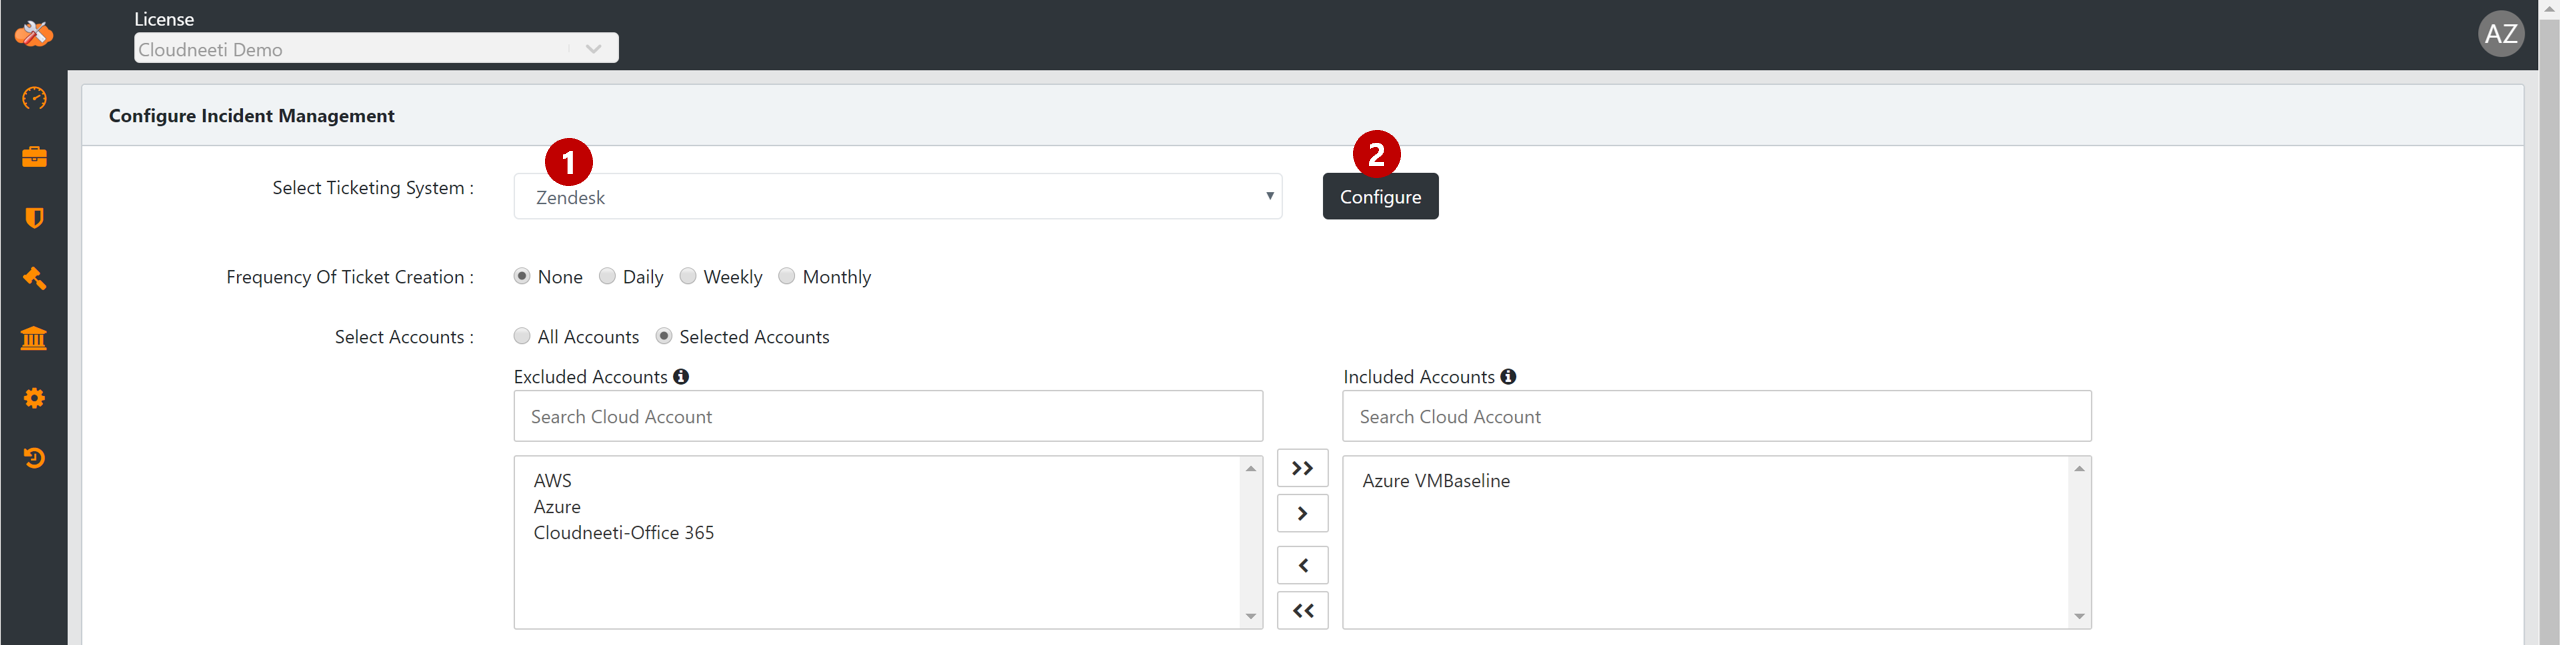 License
Cloudneeti Demo
AZ
Configure Incident Management
1
2
Select Ticketing System :
Zendesk
Configure
Frequency Of Ticket Creation :
None Daily Weekly Monthly
Select Accounts :
All Accounts Selected Accounts
Excluded Accounts
Included Accounts
Search Cloud Account
Search Cloud Account
AWS
Azure
Cloudneeti-Office 365
>>
>
<
<<
Azure VMBaseline